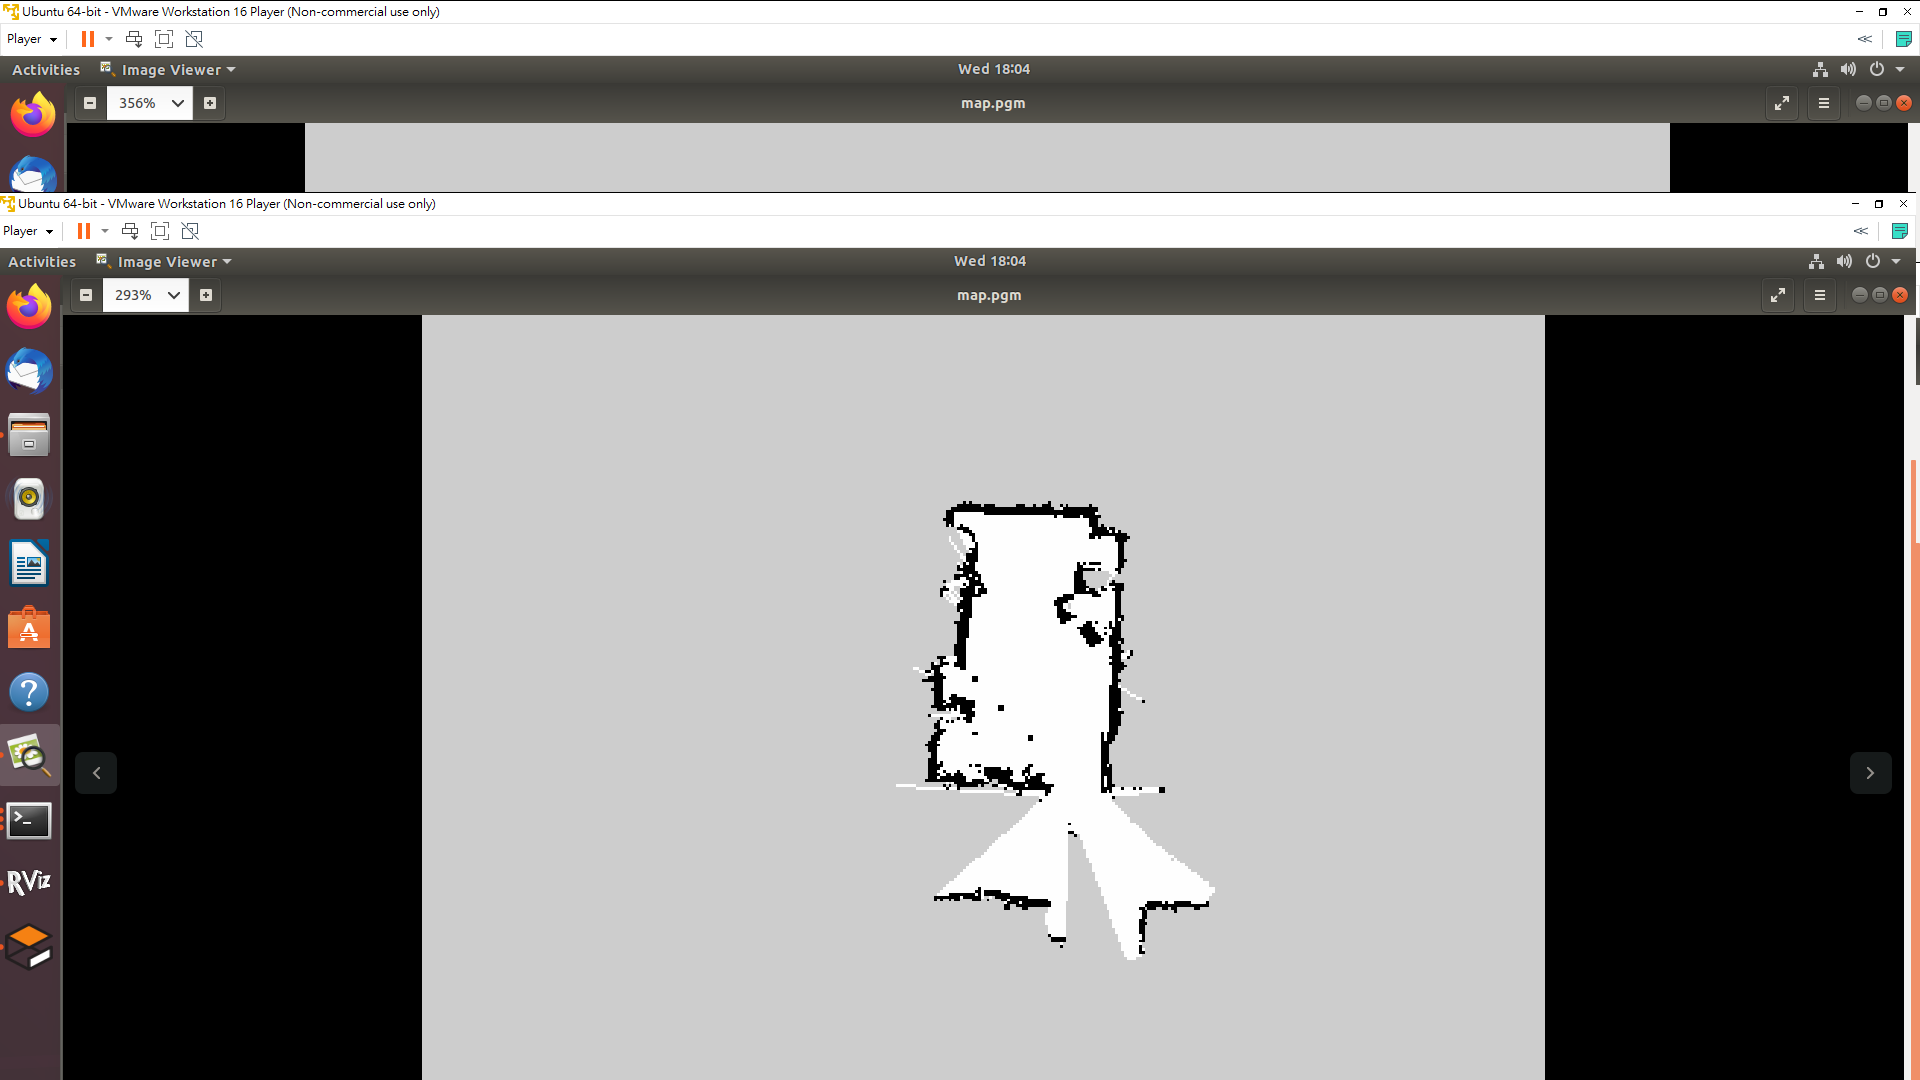 Ubuntu 64-bit - VMware Workstation 16 Player (Non-commercial use only)
Player
Activities Image Viewer Wed 18:04
356% map.pgm
Ubuntu 64-bit - VMware Workstation 16 Player (Non-commercial use only)
Player
Activities Image Viewer Wed 18:04
293% map.pgm
RViz